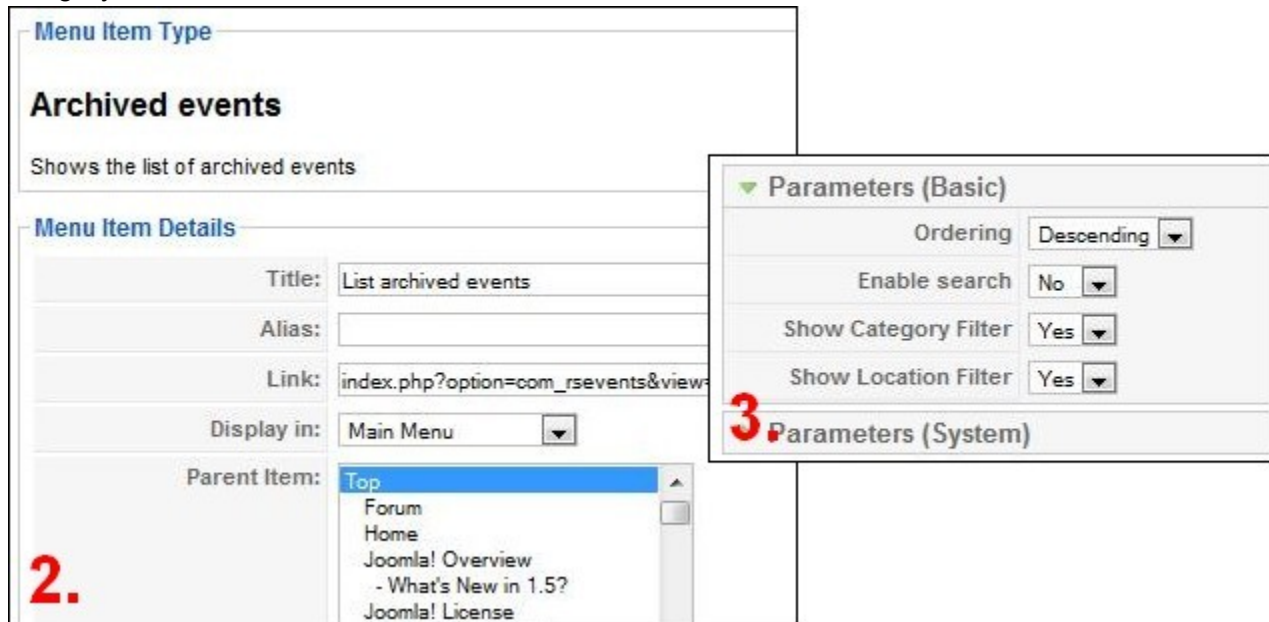 Menu Item Type
Archived events
Shows the list of archived events
Menu Item Details
Title: List archived events
Alias:
Link: index.php?option=com_rsevents&view=
Display in: Main Menu
Parent Item: Top
Forum
Home
Joomla! Overview
- What's New in 1.5?
Joomla! License
2.
Parameters (Basic)
Ordering Descending
Enable search No
Show Category Filter Yes
Show Location Filter Yes
3.
Parameters (System)